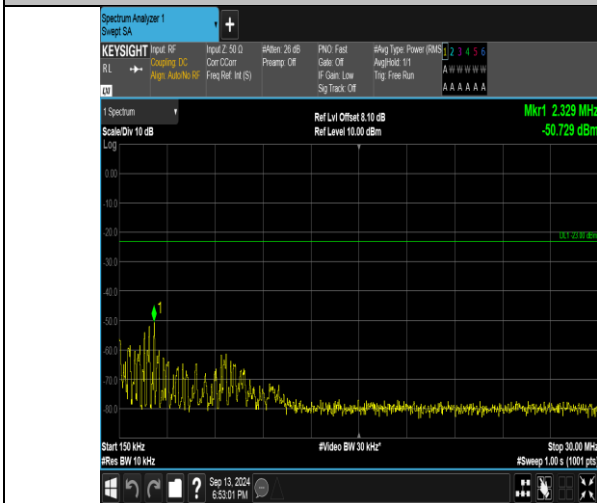 Spectrum Analyzer 1
Swept SA
+
KEYSIGHT Input: RF Input Z: 50 Ω #Atten: 26 dB PNO: Fast #Avg Type: Power (RMS) 1 2 3 4 5 6
RL Coupling: DC Corr CCorr Preamp: Off Gate: Off Avg|Hold: 1/1 A W W W W W
Align: Auto/No RF Freq Ref: Int (S) IF Gain: Low Trig: Free Run
Sig Track: Off A A A A A A
1 Spectrum
Ref Lvl Offset 8.10 dB Mkr1 2.329 MHz
Scale/Div 10 dB Ref Level 10.00 dBm -50.729 dBm
Log
0.00
-10.0
-20.0
DL1 -23.00 dBm
-30.0
-40.0
1
-50.0
-60.0
-70.0
-80.0
Start 150 kHz #Video BW 30 kHz* Stop 30.00 MHz
#Res BW 10 kHz #Sweep 1.00 s (1001 pts)
? Sep 13, 2024
6:53:01 PM